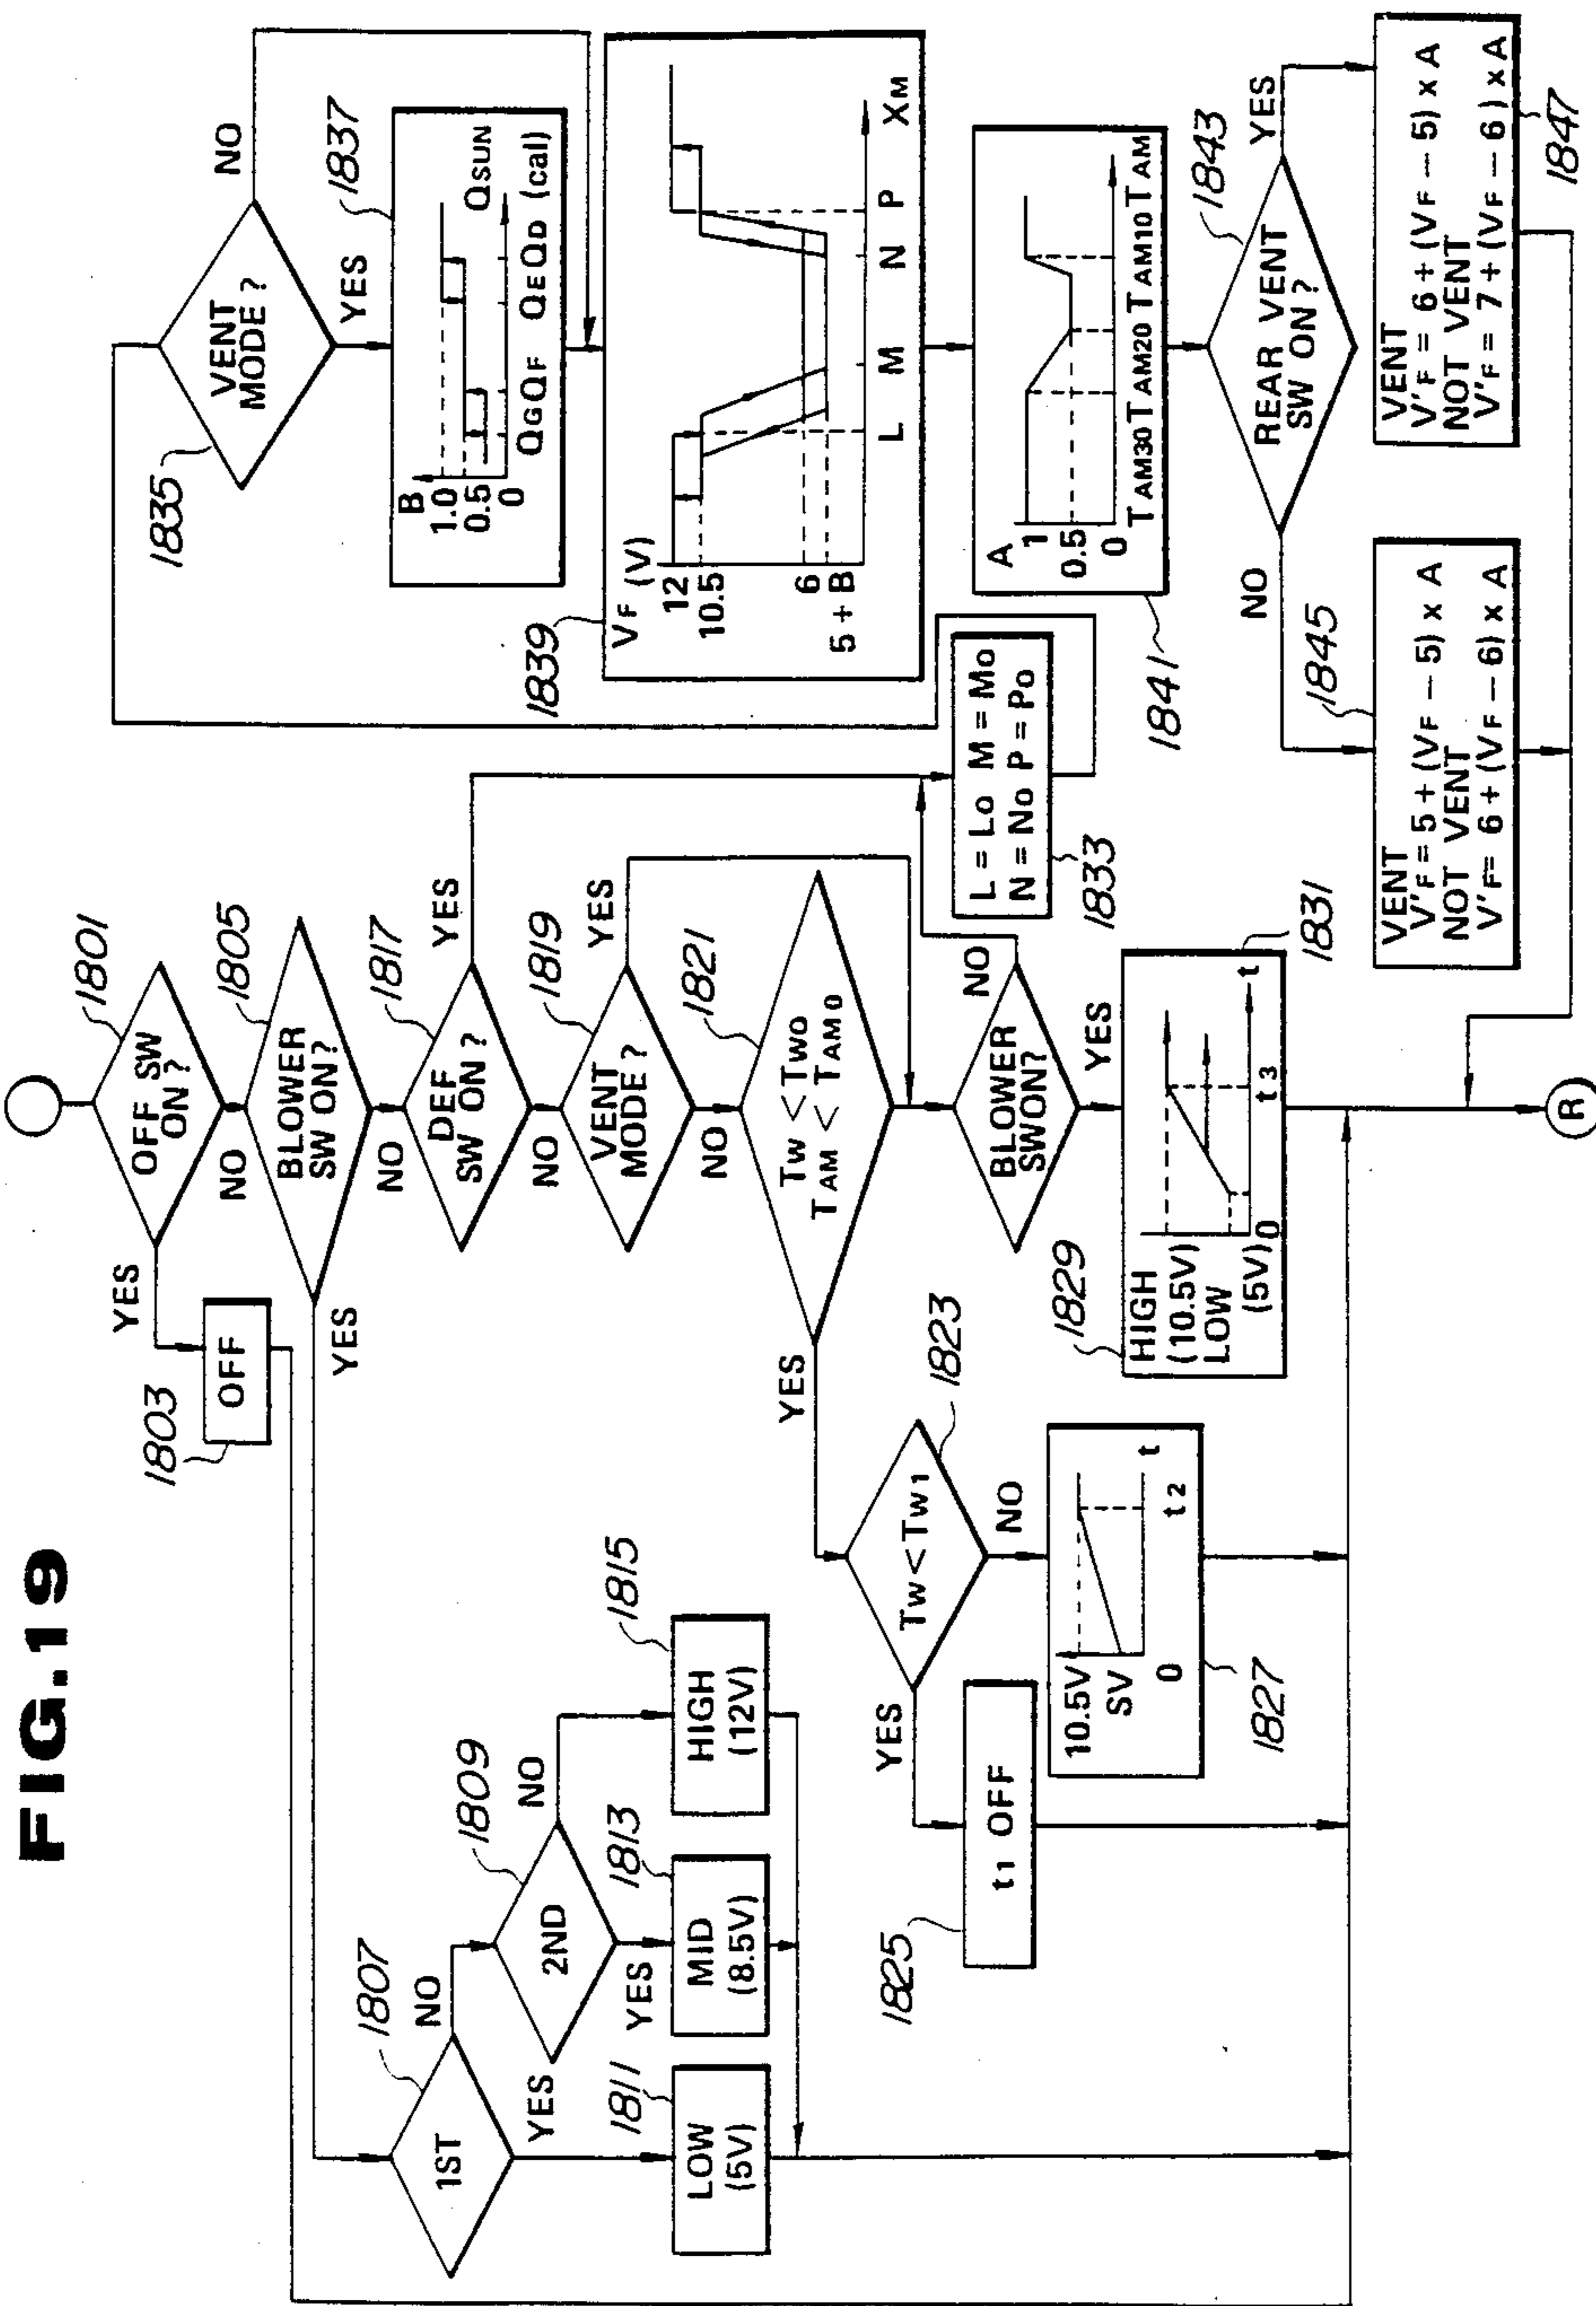 FIG.19
1801
OFF SW
ON ?
YES
NO
1803
OFF
1805
BLOWER
SW ON?
YES
NO
1807
1ST
NO
YES
1809
2ND
NO
YES
1811
LOW
(5V)
1813
MID
(8.5V)
1815
HIGH
(12V)
1817
DEF
SW ON ?
YES
NO
1819
VENT
MODE ?
YES
NO
1821
TW < TWO
TAM < TAM0
YES
1823
TW < TW1
YES
NO
1825
t1 OFF
1827
10.5V
SV
0
t2
t
BLOWER
SW ON?
NO
YES
1829
1831
HIGH
(10.5V)
LOW
(5V)
0
t3
t
1833
L = Lo M = Mo
N = No P = Po
1835
VENT
MODE ?
NO
YES
1837
B
1.0
0.5
0
QSUN
QG QF QE QD (cal)
1839
VF (V)
12
10.5
6
5 + B
L M N P XM
1841
A
1
0.5
0
TAM30 TAM20 TAM10 TAM
1843
REAR VENT
SW ON ?
NO
YES
1845
VENT
V'F = 5 + (VF − 5) x A
NOT VENT
V'F = 6 + (VF − 6) x A
1847
VENT
V'F = 6 + (VF − 5) x A
NOT VENT
V'F = 7 + (VF − 6) x A
R